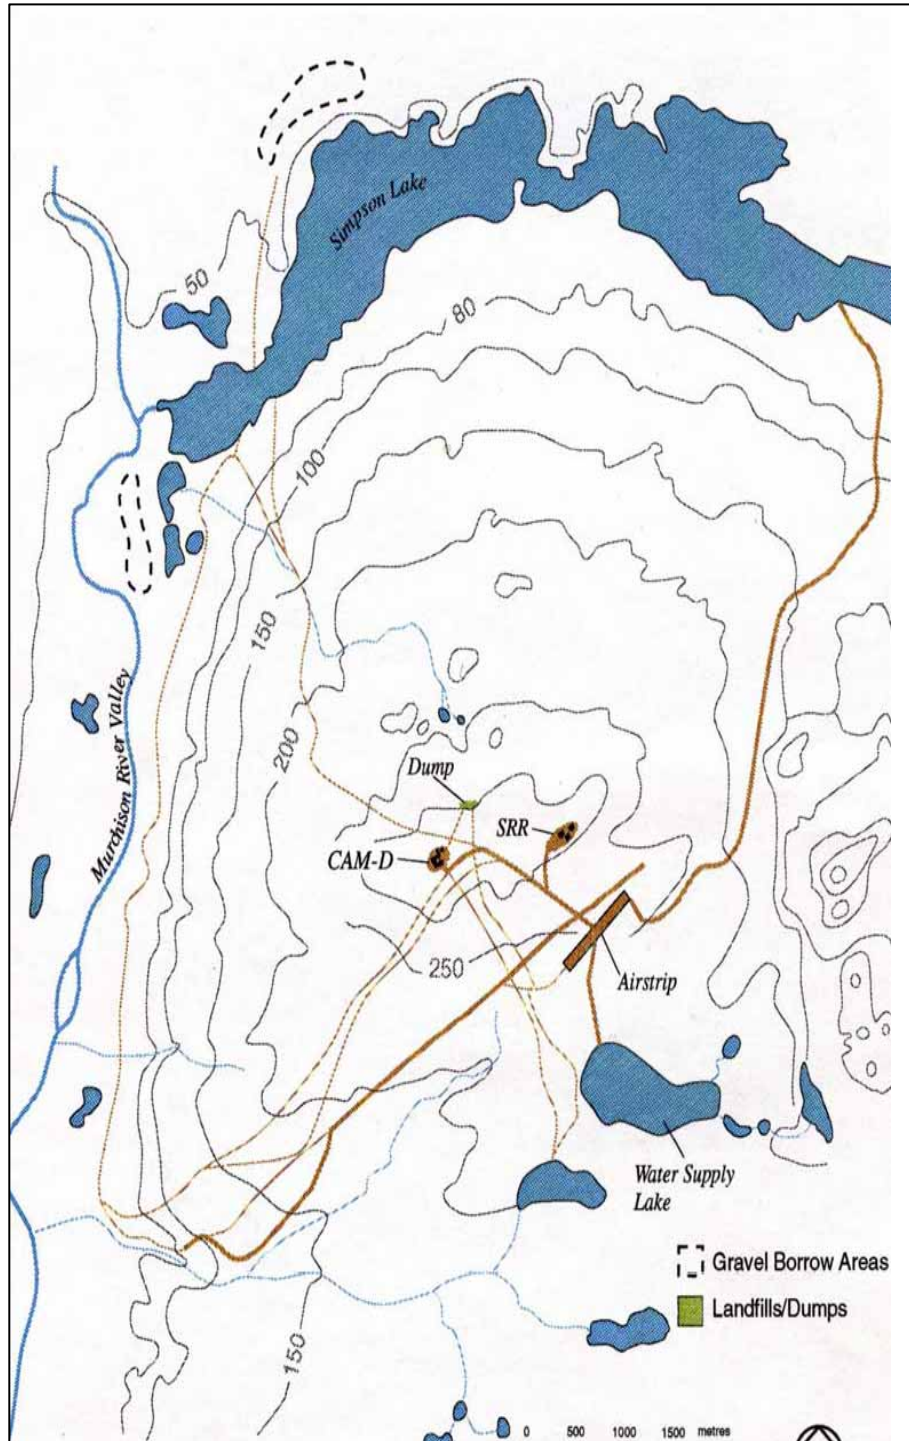 Simpson Lake
50
80
100
150
200
Murchison River Valley
Dump
SRR
CAM-D
250
Airstrip
Water Supply
Lake
Gravel Borrow Areas
Landfills/Dumps
150
0 500 1000 1500 metres